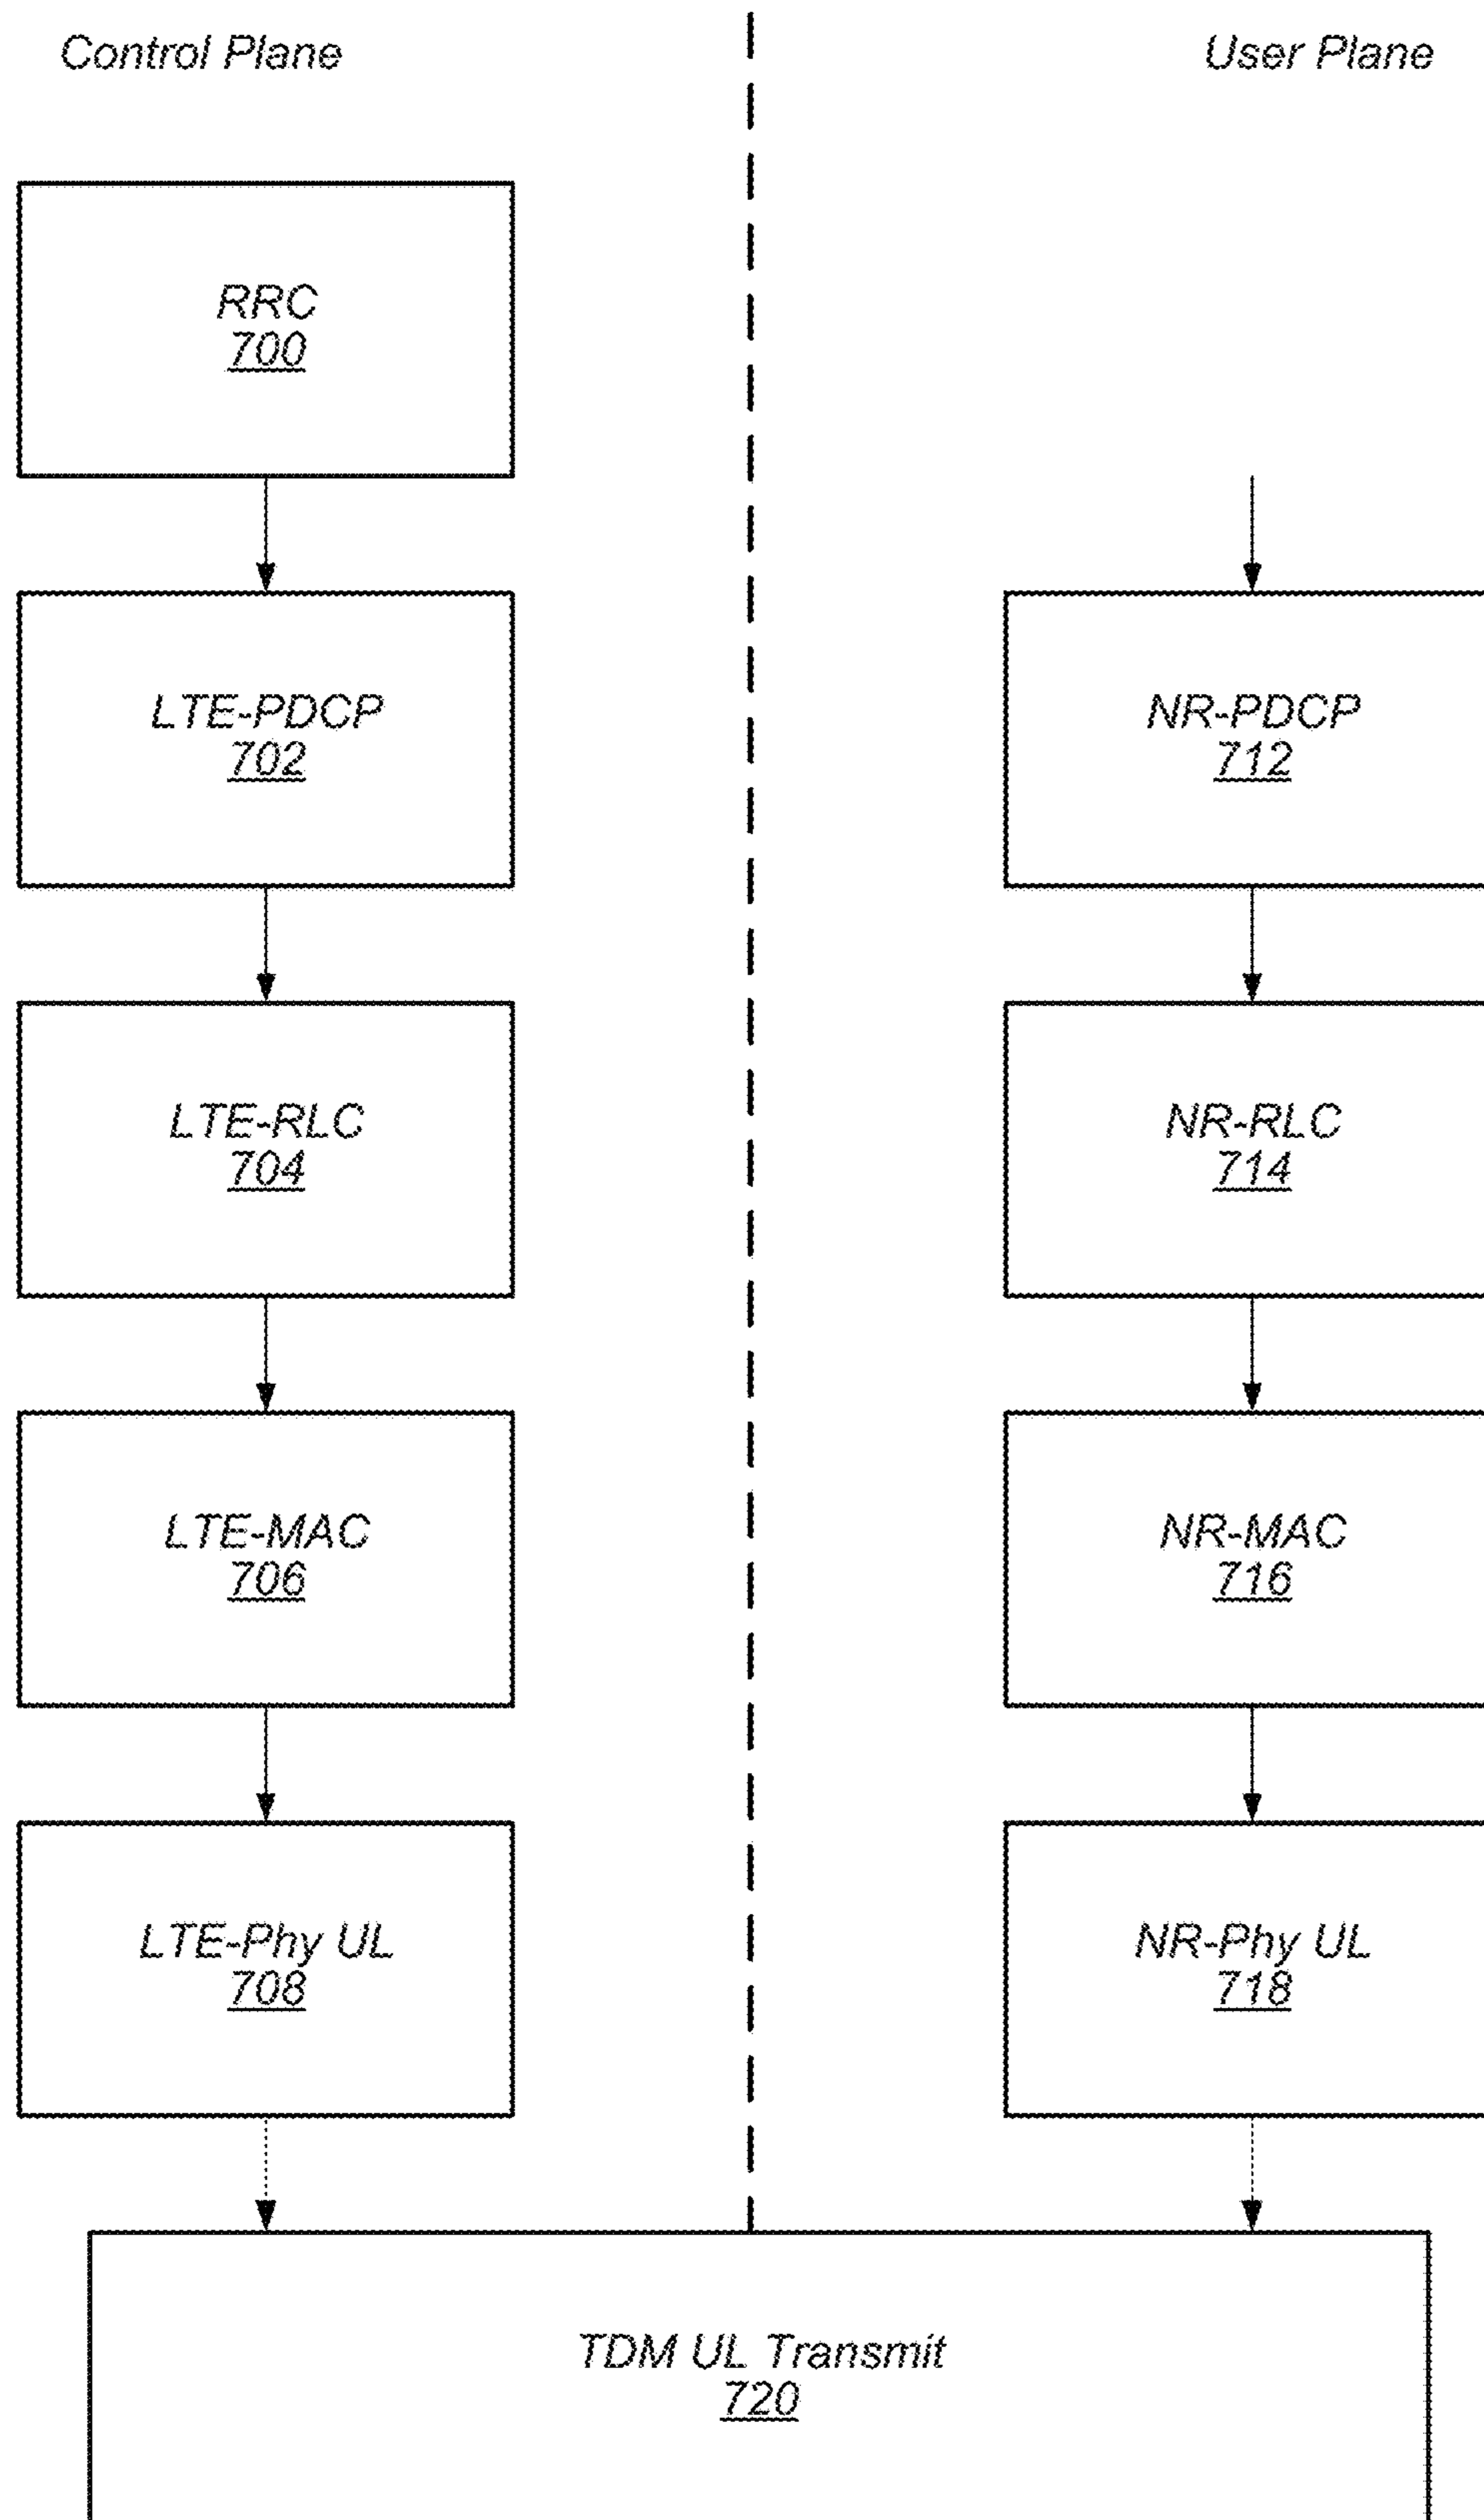 Control Plane
User Plane
RRC
700
LTE-PDCP
702
NR-PDCP
712
LTE-RLC
704
NR-RLC
714
LTE-MAC
706
NR-MAC
716
LTE-Phy UL
708
NR-Phy UL
718
TDM UL Transmit
720